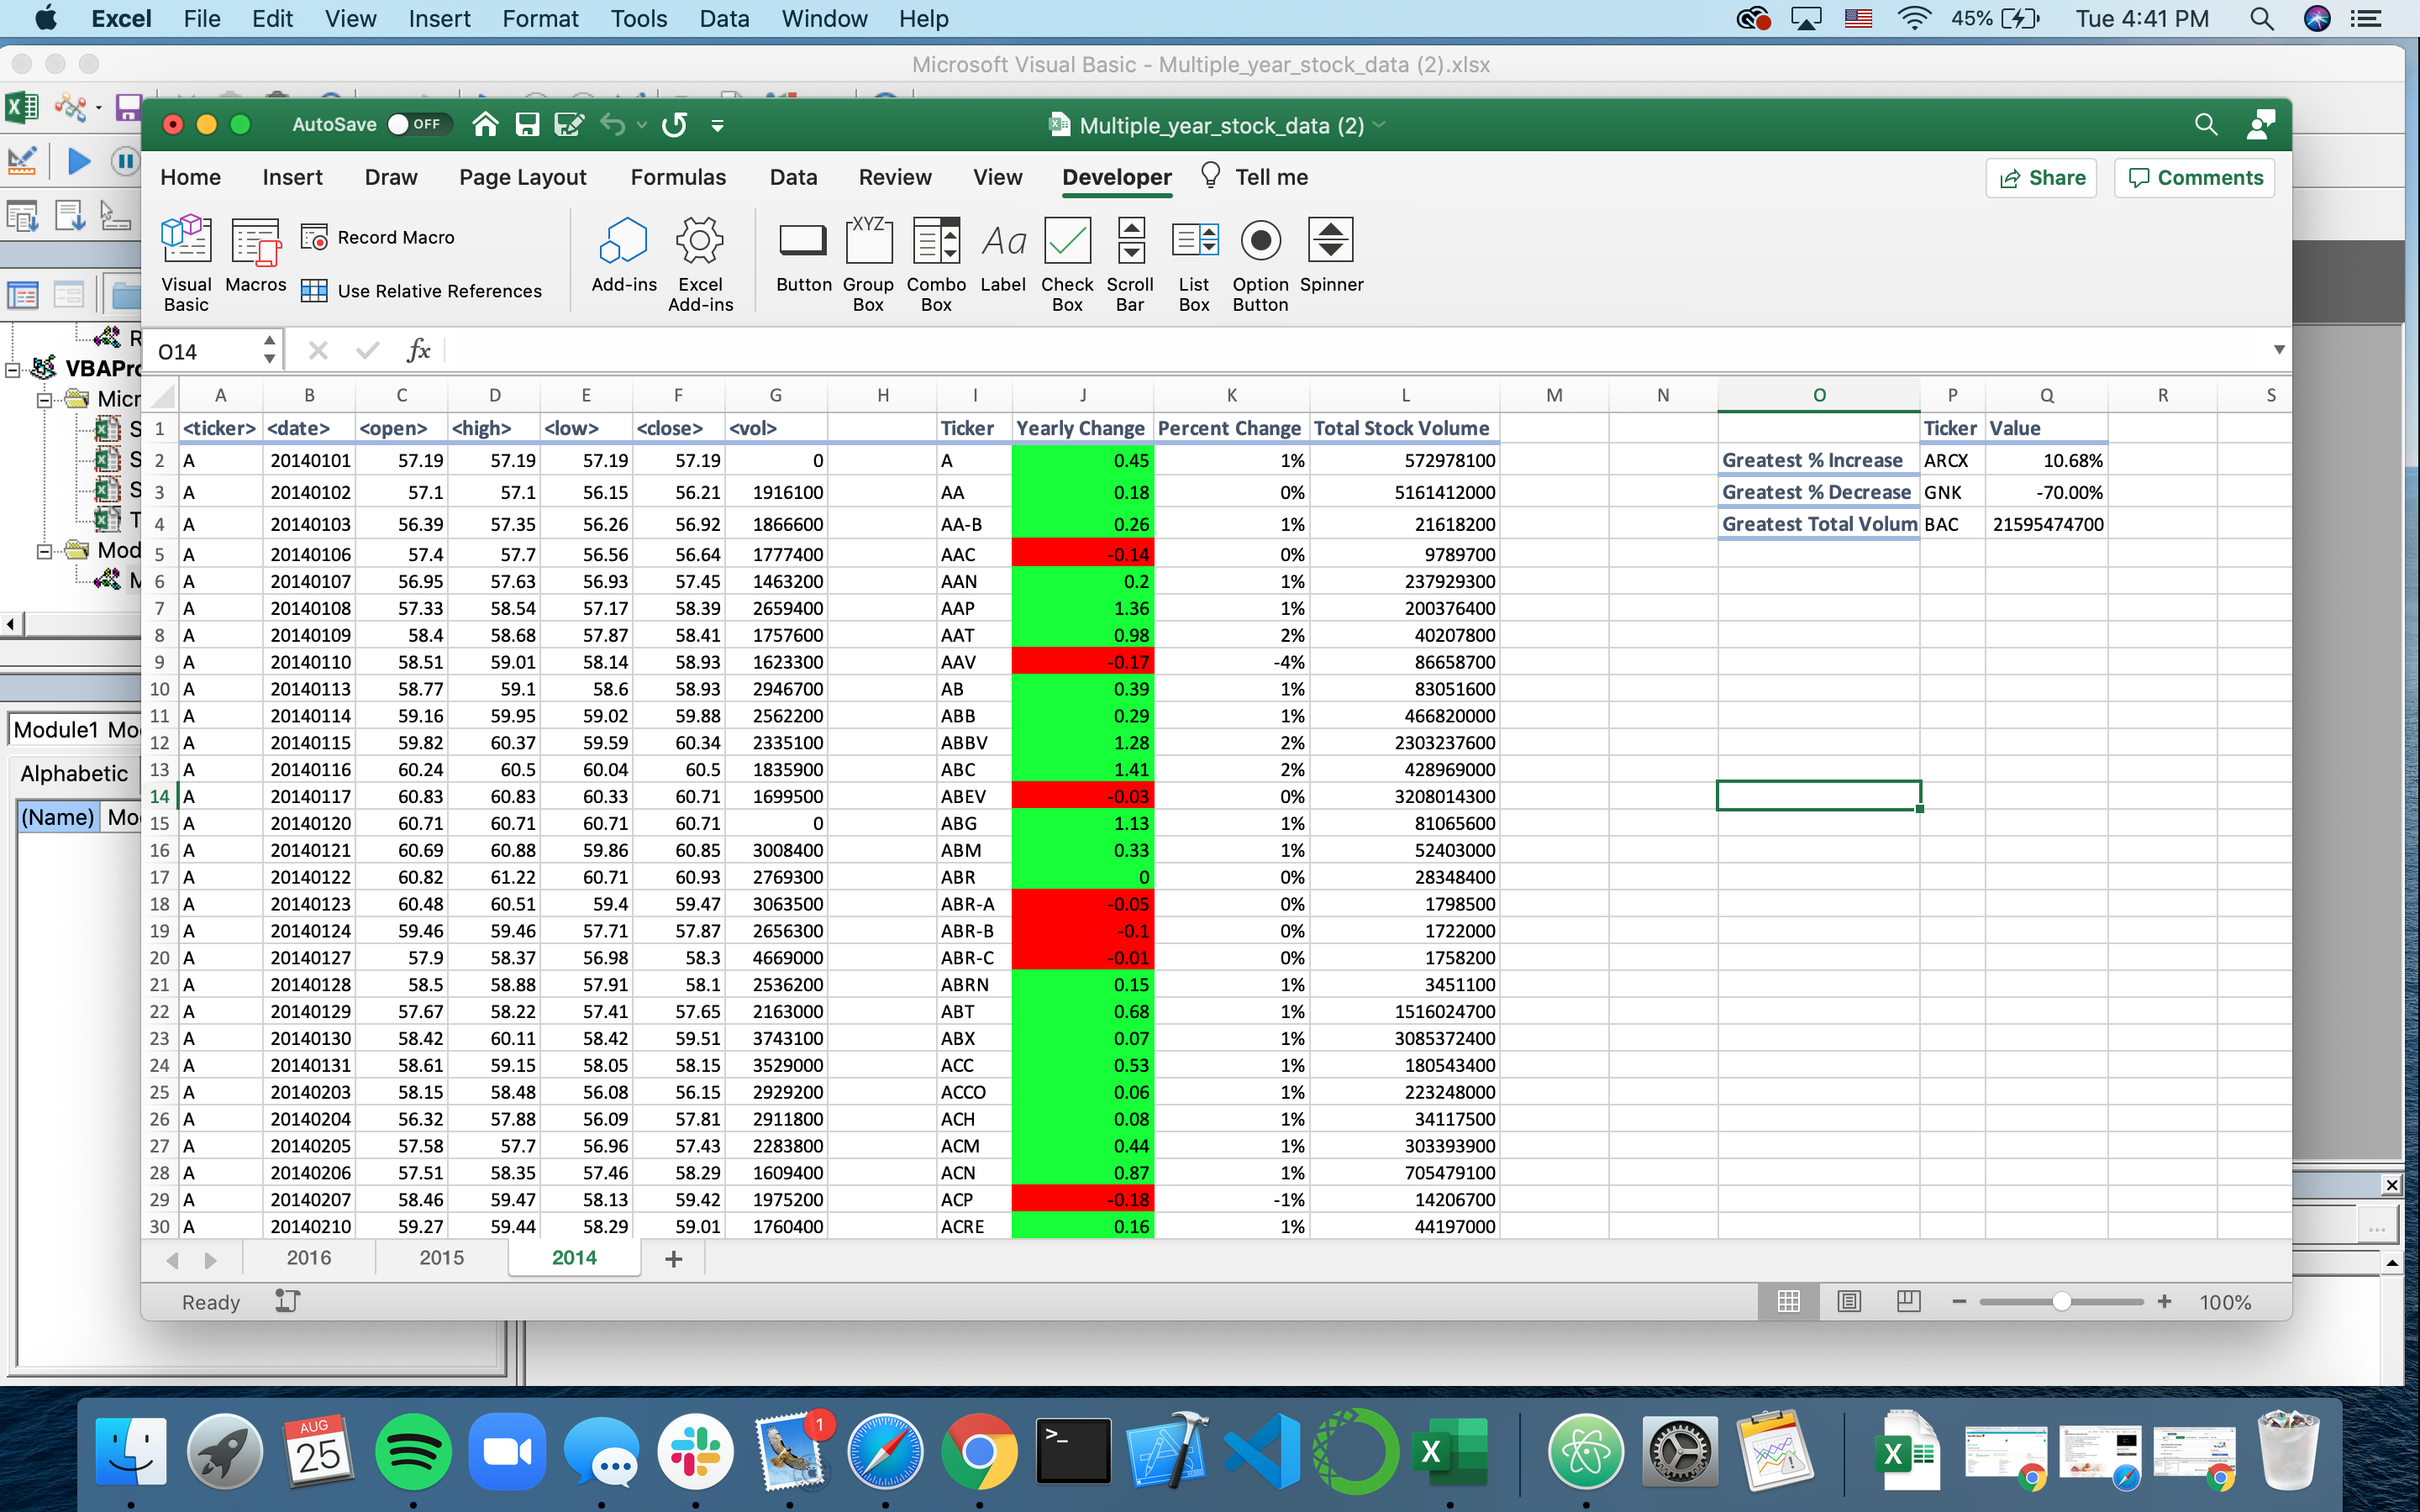 Excel File Edit View Insert Format Tools Data Window Help 45% Tue 4:41 PM
Microsoft Visual Basic - Multiple_year_stock_data (2).xlsx
AutoSave OFF Multiple_year_stock_data (2)
Home Insert Draw Page Layout Formulas Data Review View Developer Tell me Share Comments
Visual Basic Macros Record Macro Use Relative References Add-ins Excel Add-ins Button Group Box Combo Box Label Check Box Scroll Bar List Box Option Button Spinner
XYZ Aa
O14 fx
A B C D E F G H I J K L M N O P Q R S
1 <ticker> <date> <open> <high> <low> <close> <vol> Ticker Yearly Change Percent Change Total Stock Volume Ticker Value
2 A 20140101 57.19 57.19 57.19 57.19 0 A 0.45 1% 572978100 Greatest % Increase ARCX 10.68%
3 A 20140102 57.1 57.1 56.15 56.21 1916100 AA 0.18 0% 5161412000 Greatest % Decrease GNK -70.00%
4 A 20140103 56.39 57.35 56.26 56.92 1866600 AA-B 0.26 1% 21618200 Greatest Total Volum BAC 21595474700
5 A 20140106 57.4 57.7 56.56 56.64 1777400 AAC -0.14 0% 9789700
6 A 20140107 56.95 57.63 56.93 57.45 1463200 AAN 0.2 1% 237929300
7 A 20140108 57.33 58.54 57.17 58.39 2659400 AAP 1.36 1% 200376400
8 A 20140109 58.4 58.68 57.87 58.41 1757600 AAT 0.98 2% 40207800
9 A 20140110 58.51 59.01 58.14 58.93 1623300 AAV -0.17 -4% 86658700
10 A 20140113 58.77 59.1 58.6 58.93 2946700 AB 0.39 1% 83051600
11 A 20140114 59.16 59.95 59.02 59.88 2562200 ABB 0.29 1% 466820000
12 A 20140115 59.82 60.37 59.59 60.34 2335100 ABBV 1.28 2% 2303237600
13 A 20140116 60.24 60.5 60.04 60.5 1835900 ABC 1.41 2% 428969000
14 A 20140117 60.83 60.83 60.33 60.71 1699500 ABEV -0.03 0% 3208014300
15 A 20140120 60.71 60.71 60.71 60.71 0 ABG 1.13 1% 81065600
16 A 20140121 60.69 60.88 59.86 60.85 3008400 ABM 0.33 1% 52403000
17 A 20140122 60.82 61.22 60.71 60.93 2769300 ABR 0 0% 28348400
18 A 20140123 60.48 60.51 59.4 59.47 3063500 ABR-A -0.05 0% 1798500
19 A 20140124 59.46 59.46 57.71 57.87 2656300 ABR-B -0.1 0% 1722000
20 A 20140127 57.9 58.37 56.98 58.3 4669000 ABR-C -0.01 0% 1758200
21 A 20140128 58.5 58.88 57.91 58.1 2536200 ABRN 0.15 1% 3451100
22 A 20140129 57.67 58.22 57.41 57.65 2163000 ABT 0.68 1% 1516024700
23 A 20140130 58.42 60.11 58.42 59.51 3743100 ABX 0.07 1% 3085372400
24 A 20140131 58.61 59.15 58.05 58.15 3529000 ACC 0.53 1% 180543400
25 A 20140203 58.15 58.48 56.08 56.15 2929200 ACCO 0.06 1% 223248000
26 A 20140204 56.32 57.88 56.09 57.81 2911800 ACH 0.08 1% 34117500
27 A 20140205 57.58 57.7 56.96 57.43 2283800 ACM 0.44 1% 303393900
28 A 20140206 57.51 58.35 57.46 58.29 1609400 ACN 0.87 1% 705479100
29 A 20140207 58.46 59.47 58.13 59.42 1975200 ACP -0.18 -1% 14206700
30 A 20140210 59.27 59.44 58.29 59.01 1760400 ACRE 0.16 1% 44197000
2016 2015 2014 +
Ready 100%
R
VBAPro
Micr
S
S
S
T
Mod
M
Module1 Mo
Alphabetic
(Name) Mo
AUG
25
1